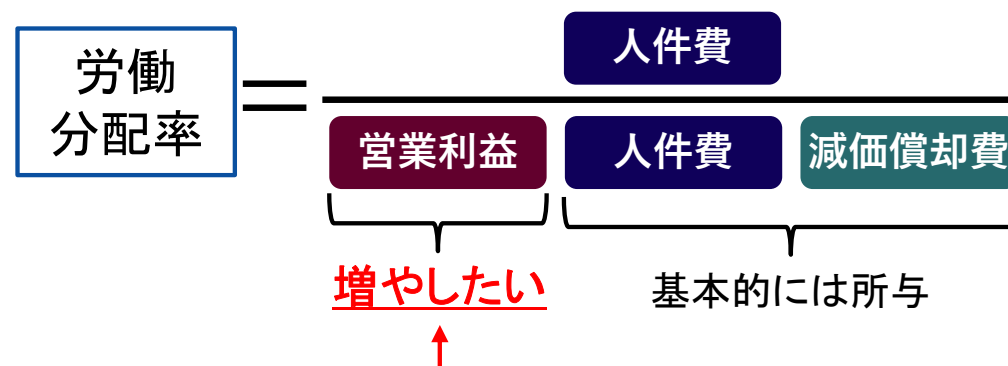 労働
分配率
=
人件費
営業利益 人件費 減価償却費
増やしたい
基本的には所与